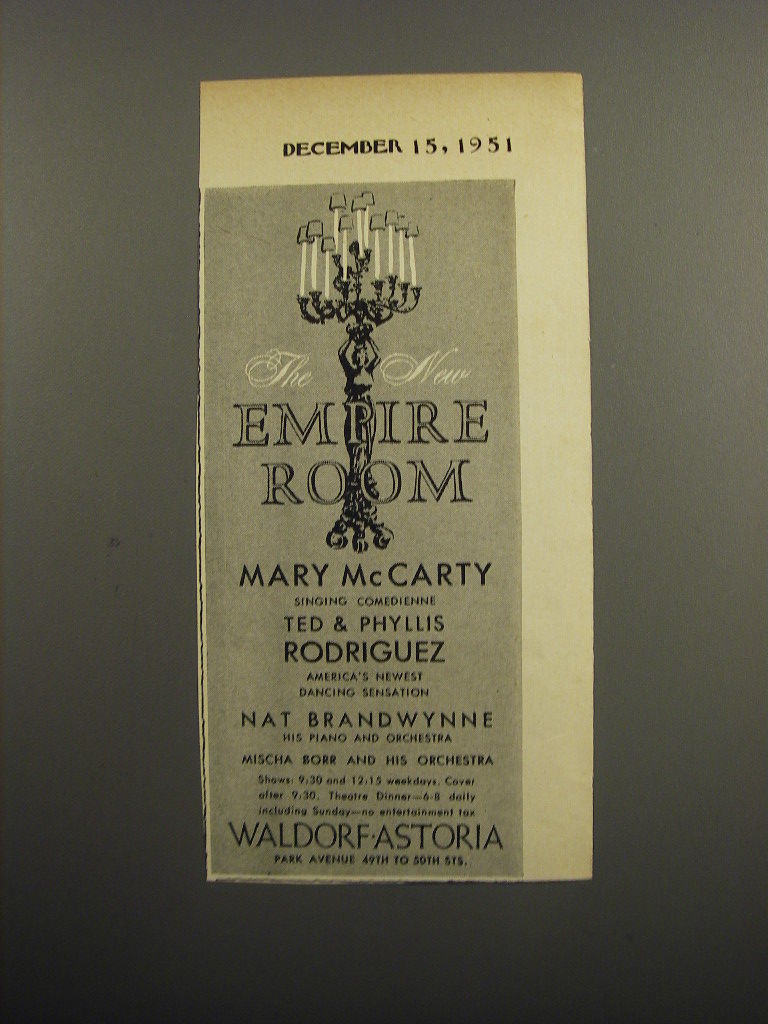 DECEMBER 15, 1951
The New
EMPIRE
ROOM
MARY McCARTY
SINGING COMEDIENNE
TED & PHYLLIS
RODRIGUEZ
AMERICA'S NEWEST
DANCING SENSATION
NAT BRANDWYNNE
HIS PIANO AND ORCHESTRA
MISCHA BORR AND HIS ORCHESTRA
Shows: 9:30 and 12:15 weekdays. Cover
after 9:30. Theatre Dinner—6-8 daily
including Sunday—no entertainment tax
WALDORF·ASTORIA
PARK AVENUE 49TH TO 50TH STS.